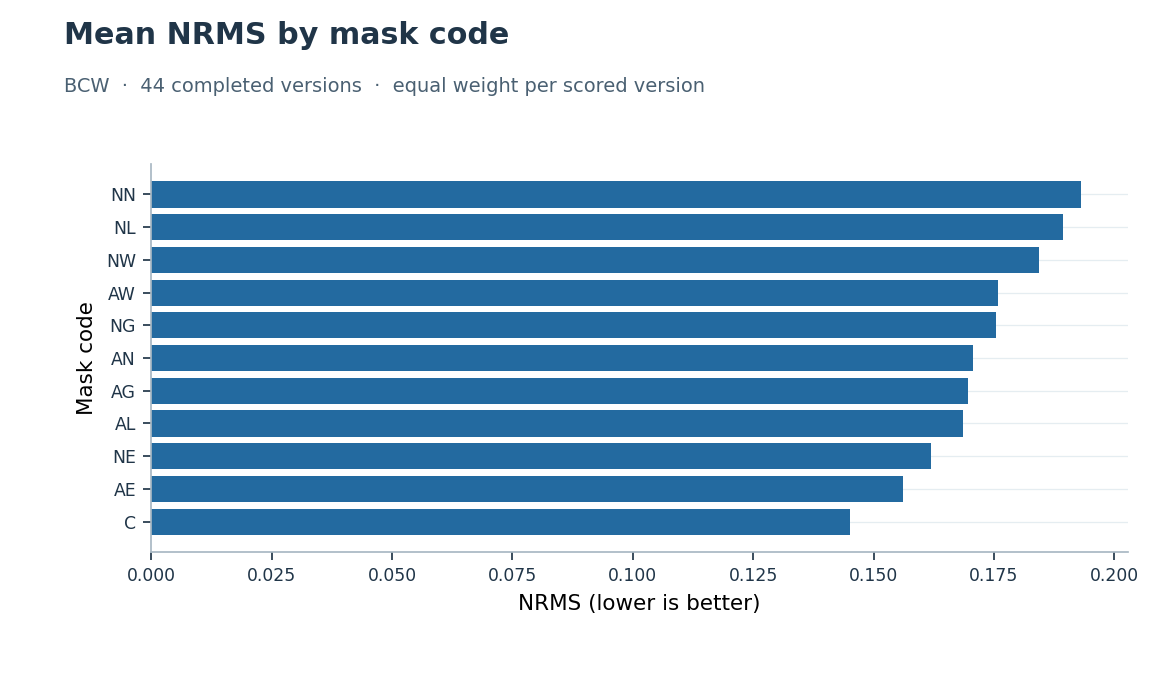 Mean NRMS by mask code
BCW · 44 completed versions · equal weight per scored version
Mask code
NN
NL
NW
AW
NG
AN
AG
AL
NE
AE
C
0.000 0.025 0.050 0.075 0.100 0.125 0.150 0.175 0.200
NRMS (lower is better)